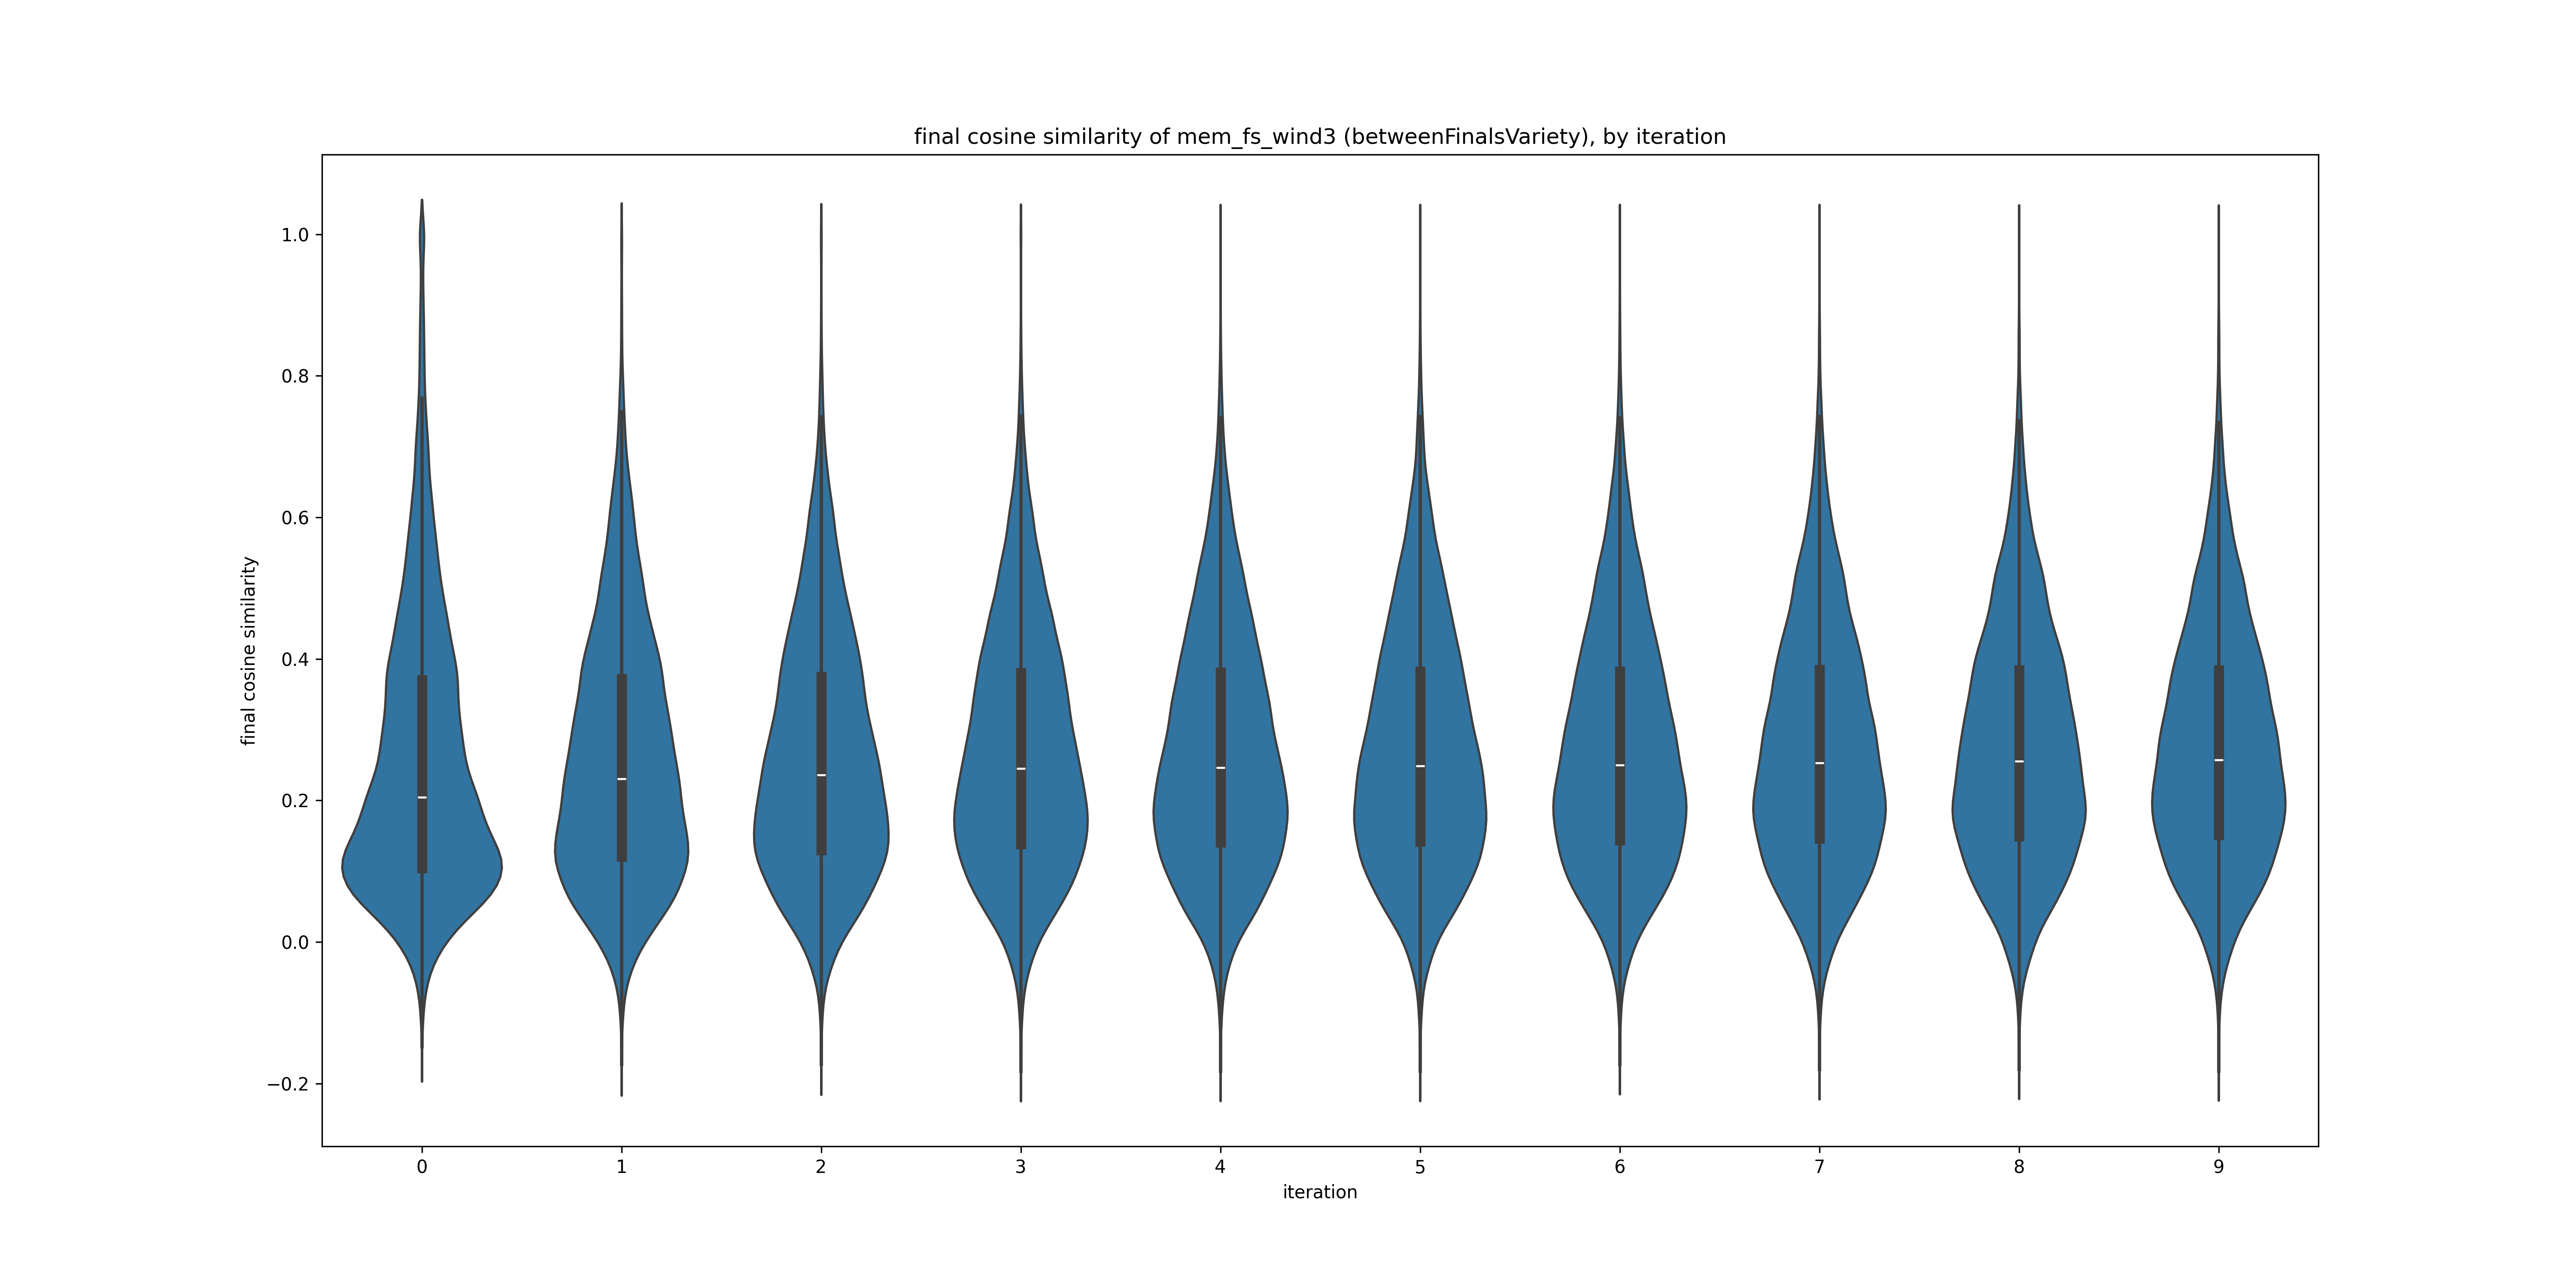 final cosine similarity of mem_fs_wind3 (betweenFinalsVariety), by iteration
final cosine similarity
1.0
0.8
0.6
0.4
0.2
0.0
−0.2
0 1 2 3 4 5 6 7 8 9
iteration